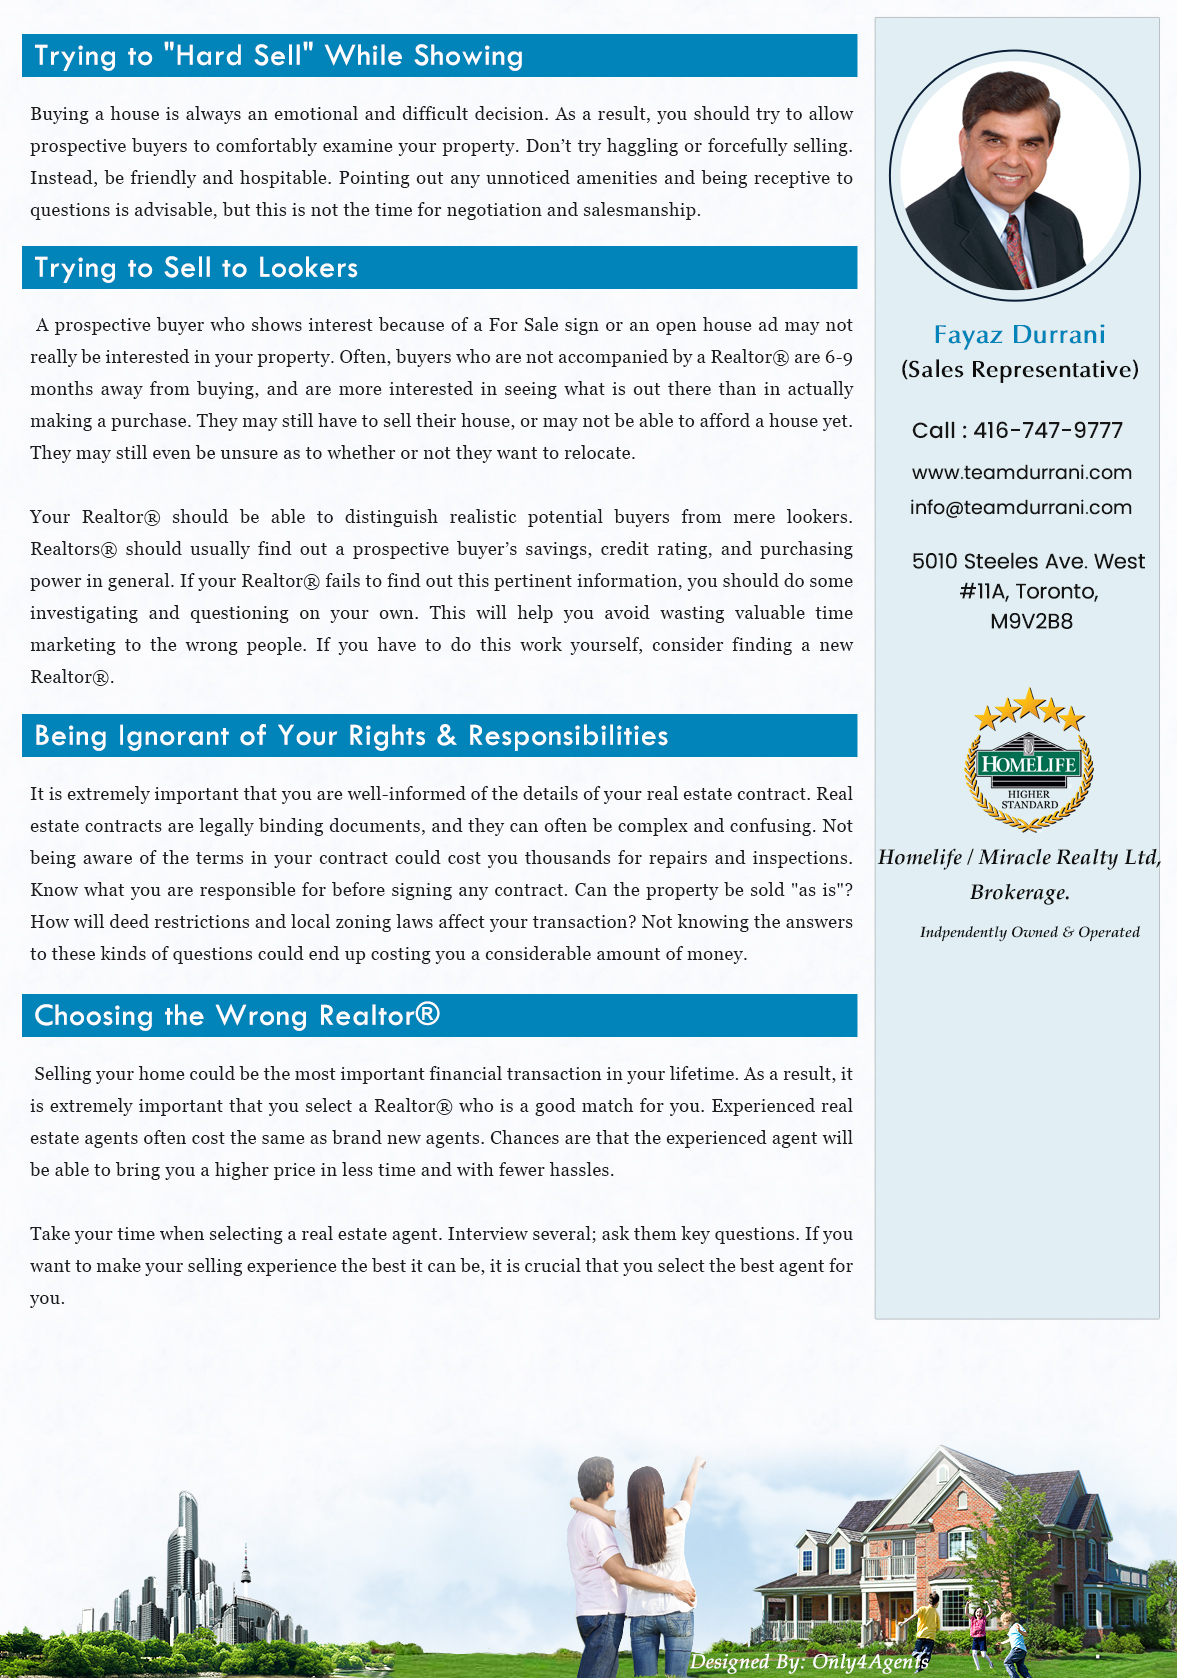 Trying to "Hard Sell" While Showing
Buying a house is always an emotional and difficult decision. As a result, you should try to allow
prospective buyers to comfortably examine your property. Don’t try haggling or forcefully selling.
Instead, be friendly and hospitable. Pointing out any unnoticed amenities and being receptive to
questions is advisable, but this is not the time for negotiation and salesmanship.
Trying to Sell to Lookers
A prospective buyer who shows interest because of a For Sale sign or an open house ad may not
really be interested in your property. Often, buyers who are not accompanied by a Realtor® are 6-9
months away from buying, and are more interested in seeing what is out there than in actually
making a purchase. They may still have to sell their house, or may not be able to afford a house yet.
They may still even be unsure as to whether or not they want to relocate.
Your Realtor® should be able to distinguish realistic potential buyers from mere lookers.
Realtors® should usually find out a prospective buyer’s savings, credit rating, and purchasing
power in general. If your Realtor® fails to find out this pertinent information, you should do some
investigating and questioning on your own. This will help you avoid wasting valuable time
marketing to the wrong people. If you have to do this work yourself, consider finding a new
Realtor®.
Being Ignorant of Your Rights & Responsibilities
It is extremely important that you are well-informed of the details of your real estate contract. Real
estate contracts are legally binding documents, and they can often be complex and confusing. Not
being aware of the terms in your contract could cost you thousands for repairs and inspections.
Know what you are responsible for before signing any contract. Can the property be sold "as is"?
How will deed restrictions and local zoning laws affect your transaction? Not knowing the answers
to these kinds of questions could end up costing you a considerable amount of money.
Choosing the Wrong Realtor®
Selling your home could be the most important financial transaction in your lifetime. As a result, it
is extremely important that you select a Realtor® who is a good match for you. Experienced real
estate agents often cost the same as brand new agents. Chances are that the experienced agent will
be able to bring you a higher price in less time and with fewer hassles.
Take your time when selecting a real estate agent. Interview several; ask them key questions. If you
want to make your selling experience the best it can be, it is crucial that you select the best agent for
you.
Fayaz Durrani
(Sales Representative)
Call : 416-747-9777
www.teamdurrani.com
info@teamdurrani.com
5010 Steeles Ave. West
#11A, Toronto,
M9V2B8
HOMELIFE
HIGHER
STANDARD
Homelife / Miracle Realty Ltd,
Brokerage.
Indpendently Owned & Operated
Designed By: Only4Agents